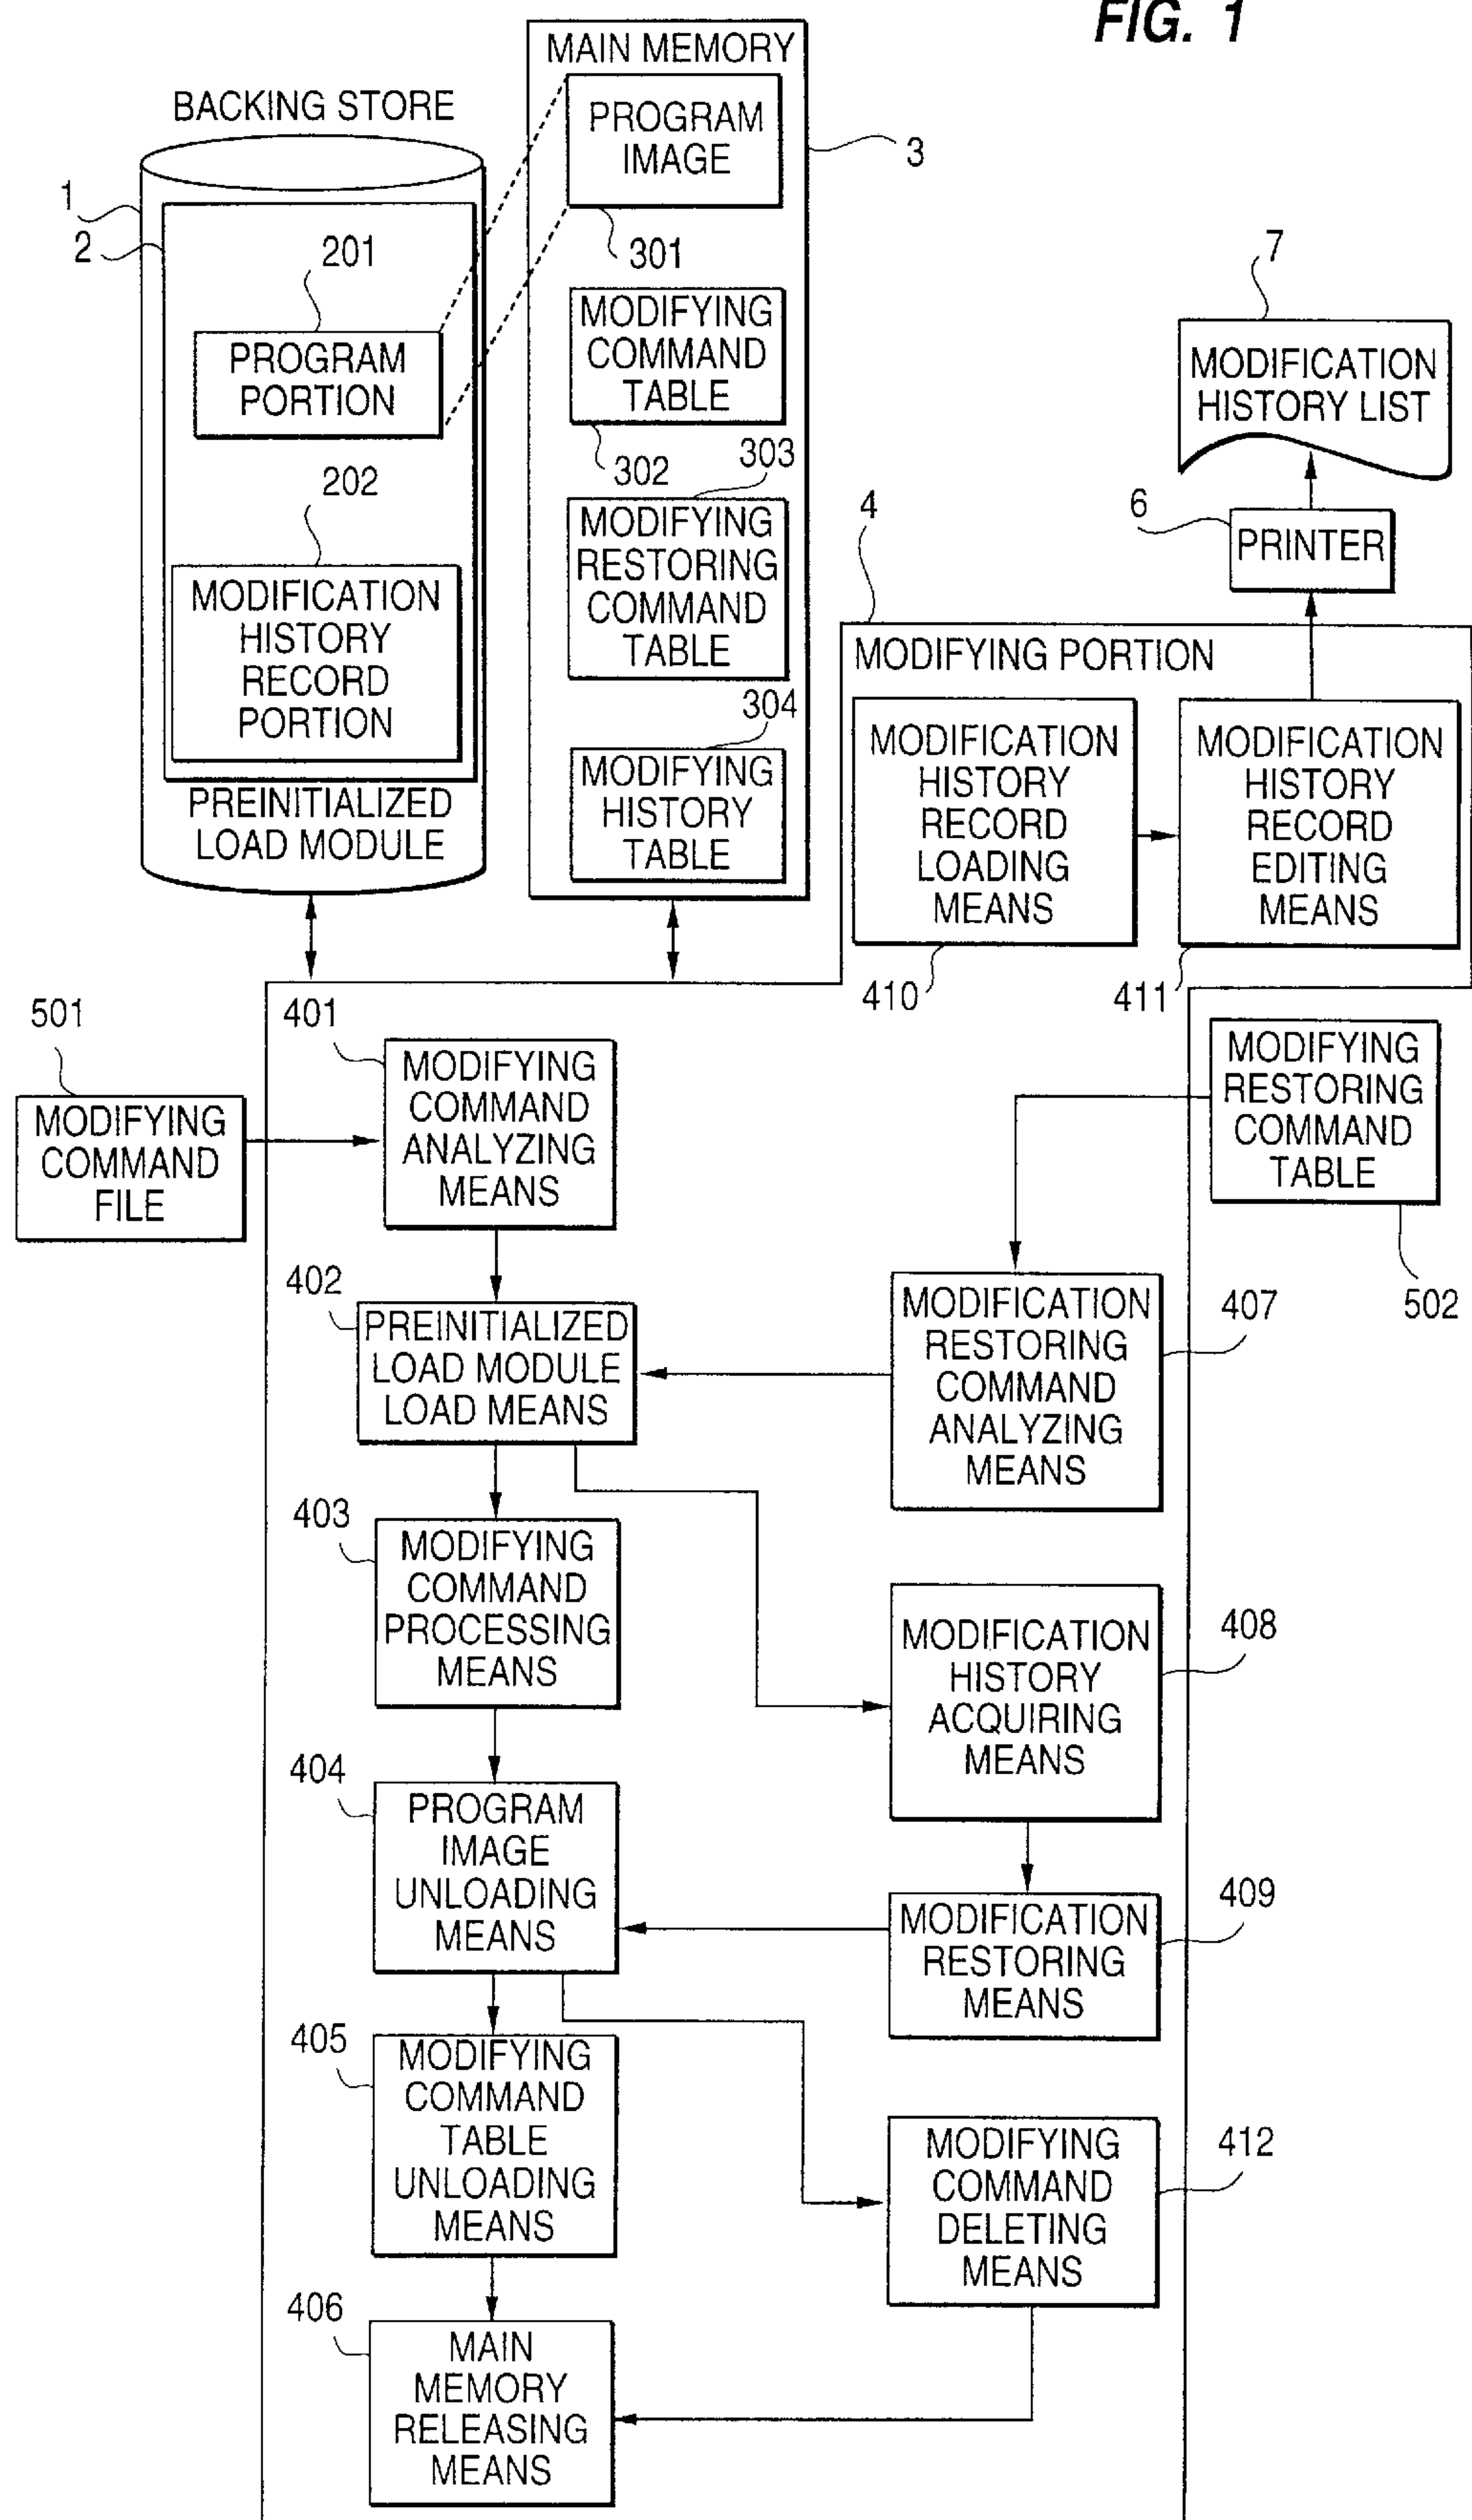 FIG. 1
MAIN MEMORY
BACKING STORE
PROGRAM
IMAGE
3
1
2
201
301
7
PROGRAM
PORTION
MODIFYING
COMMAND
TABLE
MODIFICATION
HISTORY LIST
302
303
202
4
6
PRINTER
MODIFYING
RESTORING
COMMAND
TABLE
MODIFICATION
HISTORY
RECORD
PORTION
MODIFYING PORTION
304
MODIFYING
HISTORY
TABLE
MODIFICATION
HISTORY
RECORD
LOADING
MEANS
MODIFICATION
HISTORY
RECORD
EDITING
MEANS
PREINITIALIZED
LOAD MODULE
410
411
501
401
MODIFYING
COMMAND
FILE
MODIFYING
COMMAND
ANALYZING
MEANS
MODIFYING
RESTORING
COMMAND
TABLE
502
402
PREINITIALIZED
LOAD MODULE
LOAD MEANS
MODIFICATION
RESTORING
COMMAND
ANALYZING
MEANS
407
403
MODIFYING
COMMAND
PROCESSING
MEANS
MODIFICATION
HISTORY
ACQUIRING
MEANS
408
404
PROGRAM
IMAGE
UNLOADING
MEANS
MODIFICATION
RESTORING
MEANS
409
405
MODIFYING
COMMAND
TABLE
UNLOADING
MEANS
MODIFYING
COMMAND
DELETING
MEANS
412
406
MAIN
MEMORY
RELEASING
MEANS